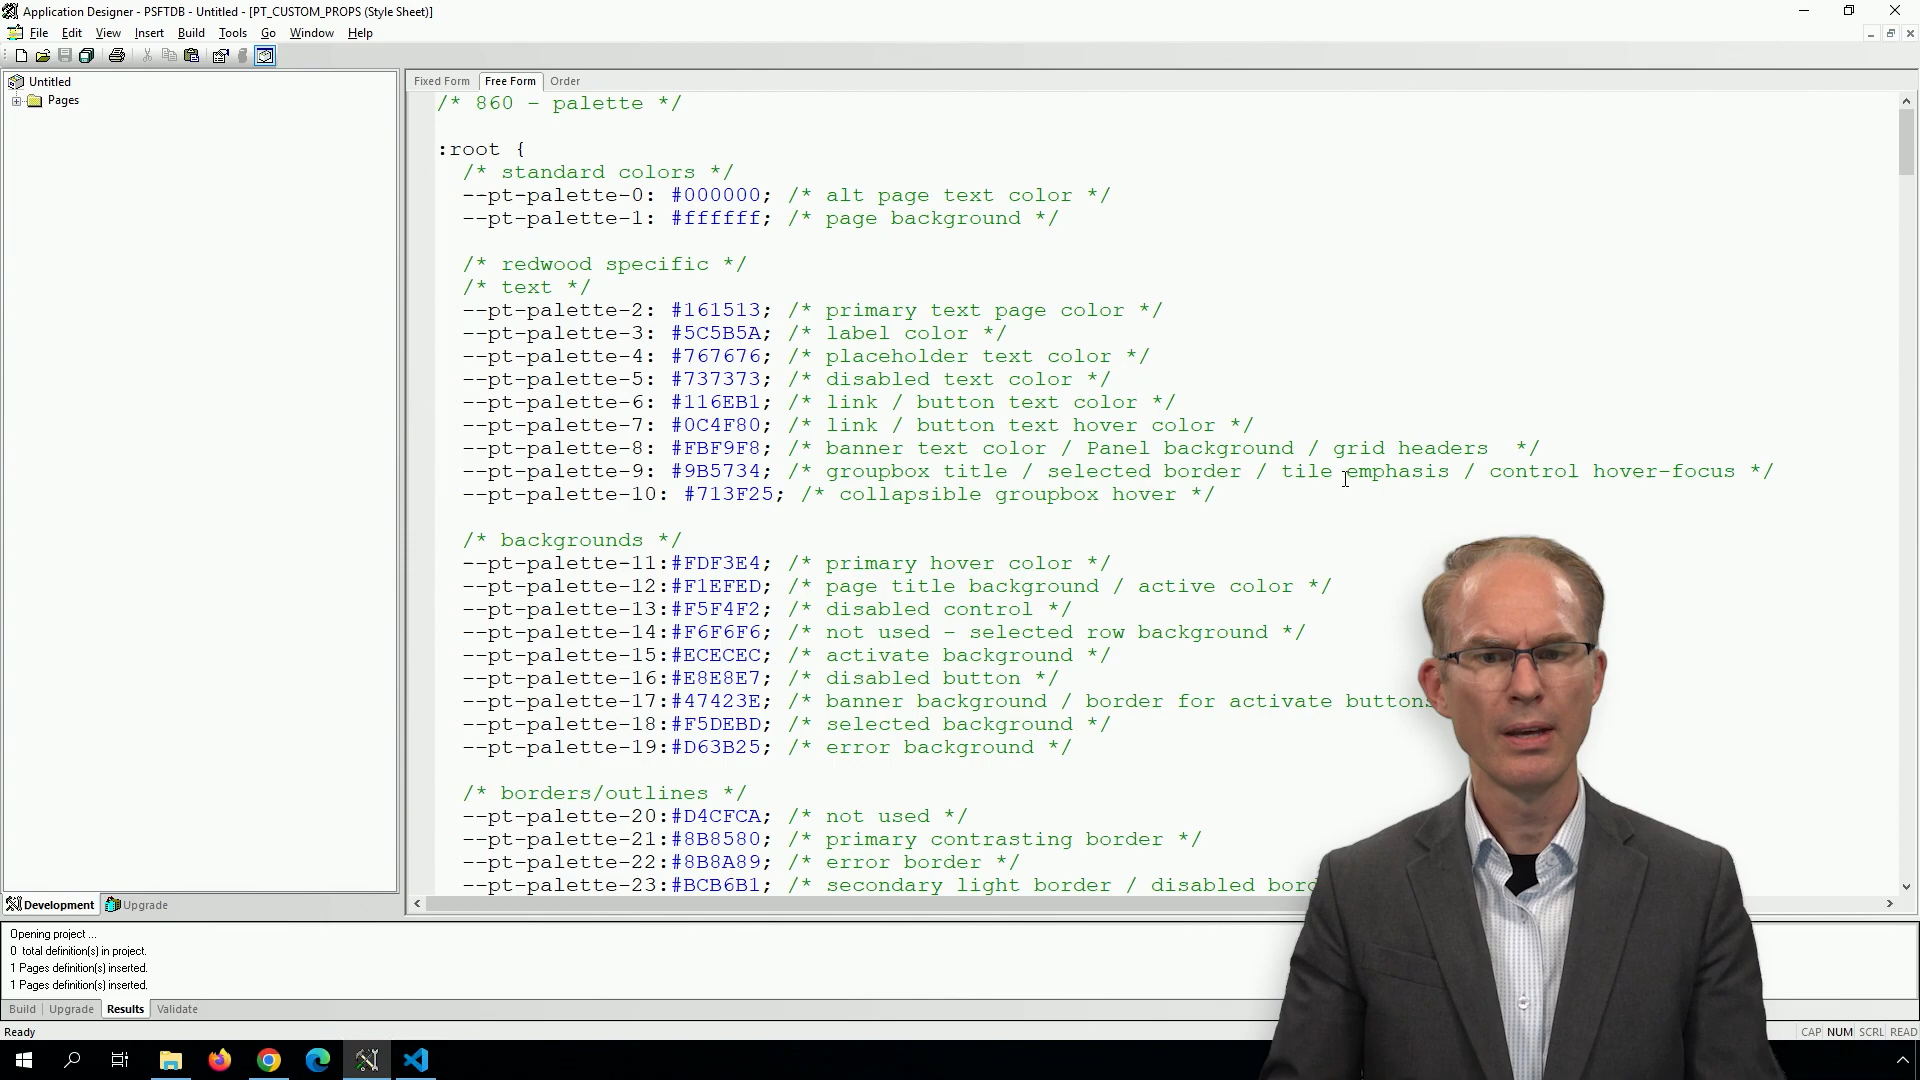 Application Designer - PSFTDB - Untitled - [PT_CUSTOM_PROPS (Style Sheet)]
File Edit View Insert Build Tools Go Window Help
Untitled
Pages
Fixed Form Free Form Order
/* 860 - palette */
:root {
/* standard colors */
--pt-palette-0: #000000; /* alt page text color */
--pt-palette-1: #ffffff; /* page background */
/* redwood specific */
/* text */
--pt-palette-2: #161513; /* primary text page color */
--pt-palette-3: #5C5B5A; /* label color */
--pt-palette-4: #767676; /* placeholder text color */
--pt-palette-5: #737373; /* disabled text color */
--pt-palette-6: #116EB1; /* link / button text color */
--pt-palette-7: #0C4F80; /* link / button text hover color */
--pt-palette-8: #FBF9F8; /* banner text color / Panel background / grid headers */
--pt-palette-9: #9B5734; /* groupbox title / selected border / tile emphasis / control hover-focus */
--pt-palette-10: #713F25; /* collapsible groupbox hover */
/* backgrounds */
--pt-palette-11:#FDF3E4; /* primary hover color */
--pt-palette-12:#F1EFED; /* page title background / active color */
--pt-palette-13:#F5F4F2; /* disabled control */
--pt-palette-14:#F6F6F6; /* not used - selected row background */
--pt-palette-15:#ECECEC; /* activate background */
--pt-palette-16:#E8E8E7; /* disabled button */
--pt-palette-17:#47423E; /* banner background / border for activate buttons
--pt-palette-18:#F5DEBD; /* selected background */
--pt-palette-19:#D63B25; /* error background */
/* borders/outlines */
--pt-palette-20:#D4CFCA; /* not used */
--pt-palette-21:#8B8580; /* primary contrasting border */
--pt-palette-22:#8B8A89; /* error border */
--pt-palette-23:#BCB6B1; /* secondary light border / disabled bord
Development Upgrade
Opening project ...
0 total definition(s) in project.
1 Pages definition(s) inserted.
1 Pages definition(s) inserted.
Build Upgrade Results Validate
Ready
CAP NUM SCRL READ